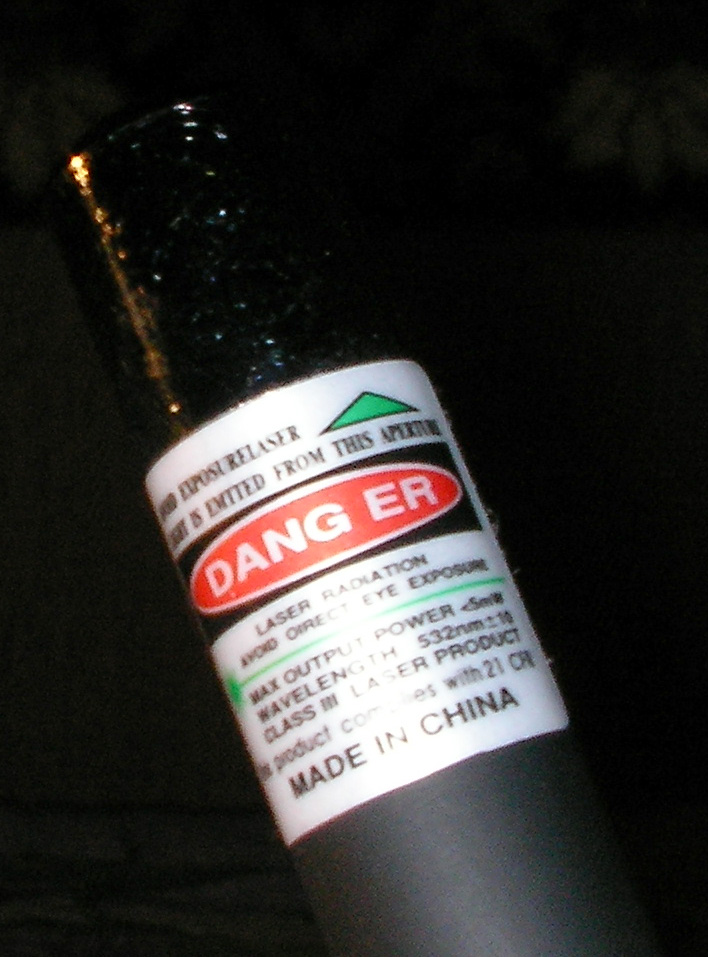 EXPOSURELASER
IS EMITED FROM THIS APERTURE
DANG ER
LASER RADIATION
AVOID DIRECT EYE EXPOSURE
MAX OUTPUT POWER <5mW
WAVELENGTH 532nm±10
CLASS III LASER PRODUCT
product complies with 21 CFR
MADE IN CHINA